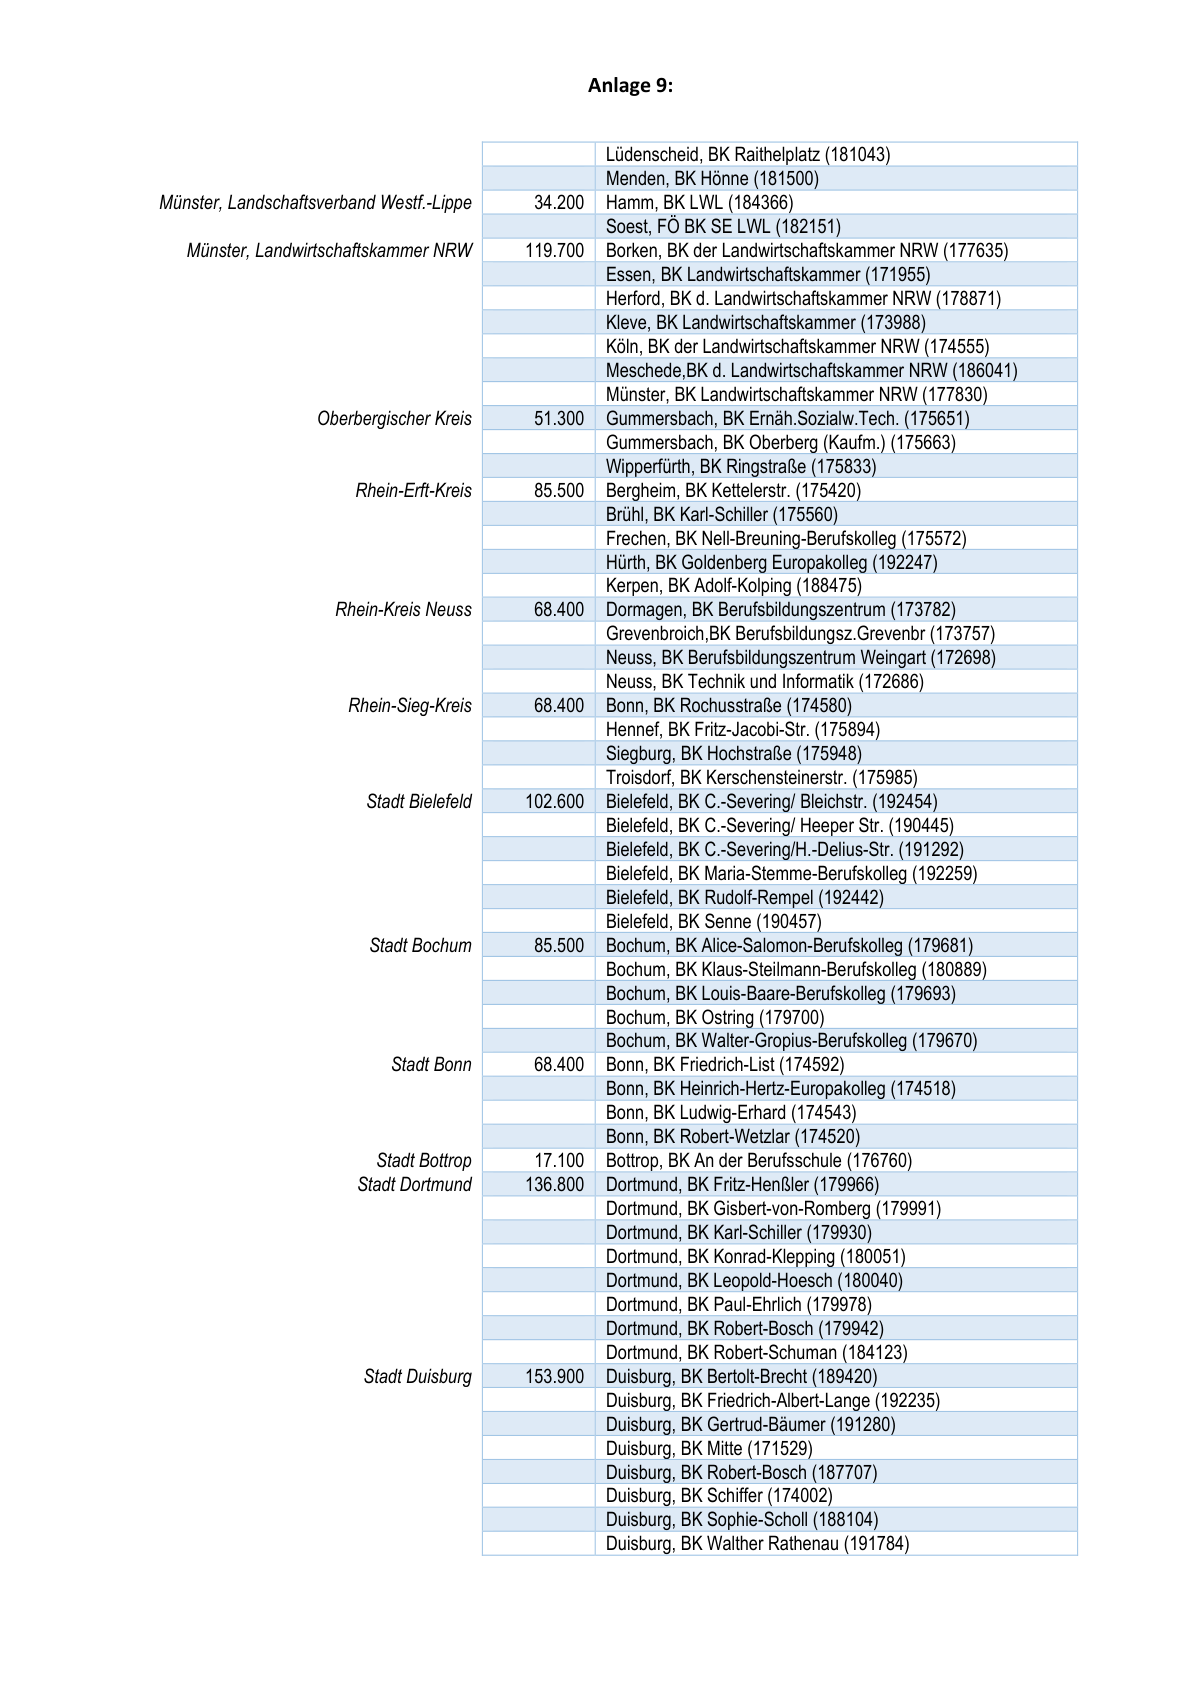 Anlage 9:
Lüdenscheid, BK Raithelplatz (181043)
Menden, BK Hönne (181500)
Münster, Landschaftsverband Westf.-Lippe 34.200 Hamm, BK LWL (184366)
Soest, FÖ BK SE LWL (182151)
Münster, Landwirtschaftskammer NRW 119.700 Borken, BK der Landwirtschaftskammer NRW (177635)
Essen, BK Landwirtschaftskammer (171955)
Herford, BK d. Landwirtschaftskammer NRW (178871)
Kleve, BK Landwirtschaftskammer (173988)
Köln, BK der Landwirtschaftskammer NRW (174555)
Meschede,BK d. Landwirtschaftskammer NRW (186041)
Münster, BK Landwirtschaftskammer NRW (177830)
Oberbergischer Kreis 51.300 Gummersbach, BK Ernäh.Sozialw.Tech. (175651)
Gummersbach, BK Oberberg (Kaufm.) (175663)
Wipperfürth, BK Ringstraße (175833)
Rhein-Erft-Kreis 85.500 Bergheim, BK Kettelerstr. (175420)
Brühl, BK Karl-Schiller (175560)
Frechen, BK Nell-Breuning-Berufskolleg (175572)
Hürth, BK Goldenberg Europakolleg (192247)
Kerpen, BK Adolf-Kolping (188475)
Rhein-Kreis Neuss 68.400 Dormagen, BK Berufsbildungszentrum (173782)
Grevenbroich,BK Berufsbildungsz.Grevenbr (173757)
Neuss, BK Berufsbildungszentrum Weingart (172698)
Neuss, BK Technik und Informatik (172686)
Rhein-Sieg-Kreis 68.400 Bonn, BK Rochusstraße (174580)
Hennef, BK Fritz-Jacobi-Str. (175894)
Siegburg, BK Hochstraße (175948)
Troisdorf, BK Kerschensteinerstr. (175985)
Stadt Bielefeld 102.600 Bielefeld, BK C.-Severing/ Bleichstr. (192454)
Bielefeld, BK C.-Severing/ Heeper Str. (190445)
Bielefeld, BK C.-Severing/H.-Delius-Str. (191292)
Bielefeld, BK Maria-Stemme-Berufskolleg (192259)
Bielefeld, BK Rudolf-Rempel (192442)
Bielefeld, BK Senne (190457)
Stadt Bochum 85.500 Bochum, BK Alice-Salomon-Berufskolleg (179681)
Bochum, BK Klaus-Steilmann-Berufskolleg (180889)
Bochum, BK Louis-Baare-Berufskolleg (179693)
Bochum, BK Ostring (179700)
Bochum, BK Walter-Gropius-Berufskolleg (179670)
Stadt Bonn 68.400 Bonn, BK Friedrich-List (174592)
Bonn, BK Heinrich-Hertz-Europakolleg (174518)
Bonn, BK Ludwig-Erhard (174543)
Bonn, BK Robert-Wetzlar (174520)
Stadt Bottrop 17.100 Bottrop, BK An der Berufsschule (176760)
Stadt Dortmund 136.800 Dortmund, BK Fritz-Henßler (179966)
Dortmund, BK Gisbert-von-Romberg (179991)
Dortmund, BK Karl-Schiller (179930)
Dortmund, BK Konrad-Klepping (180051)
Dortmund, BK Leopold-Hoesch (180040)
Dortmund, BK Paul-Ehrlich (179978)
Dortmund, BK Robert-Bosch (179942)
Dortmund, BK Robert-Schuman (184123)
Stadt Duisburg 153.900 Duisburg, BK Bertolt-Brecht (189420)
Duisburg, BK Friedrich-Albert-Lange (192235)
Duisburg, BK Gertrud-Bäumer (191280)
Duisburg, BK Mitte (171529)
Duisburg, BK Robert-Bosch (187707)
Duisburg, BK Schiffer (174002)
Duisburg, BK Sophie-Scholl (188104)
Duisburg, BK Walther Rathenau (191784)